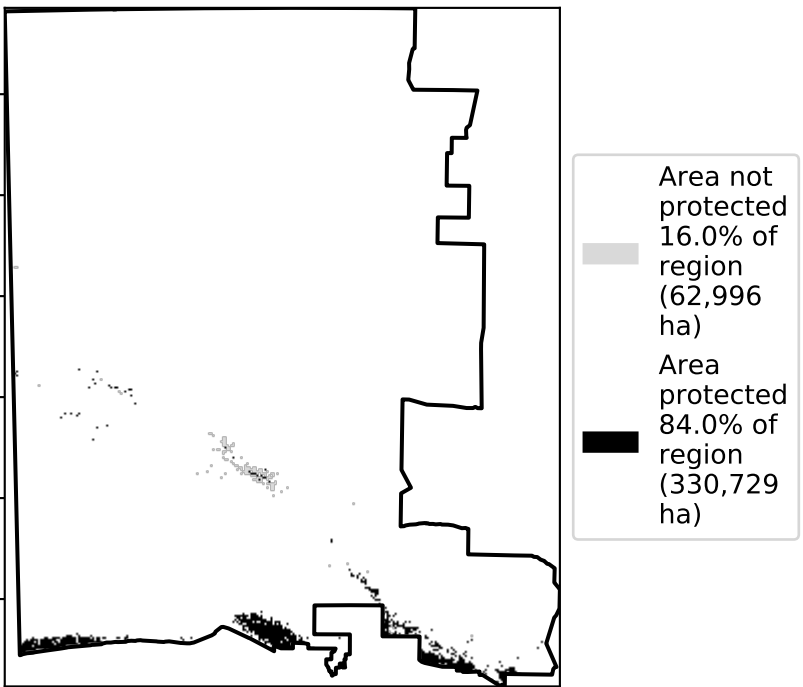 Area not
protected
16.0% of
region
(62,996
ha)
Area
protected
84.0% of
region
(330,729
ha)